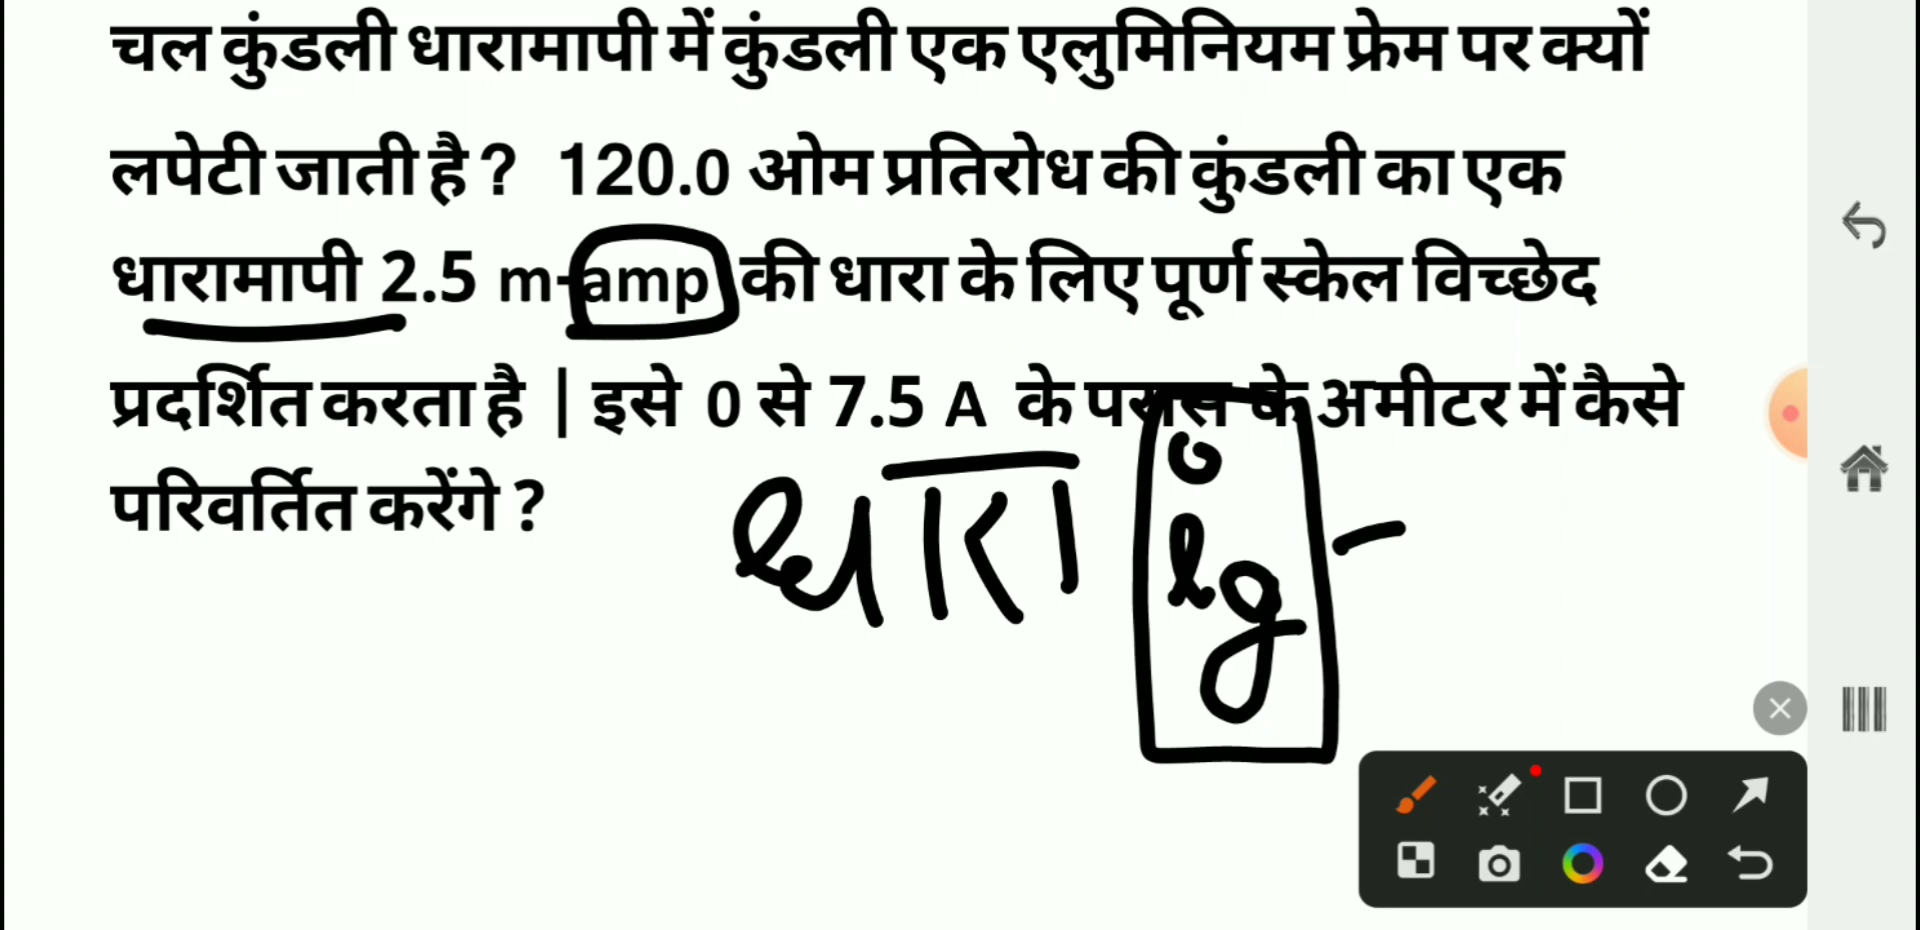 चल कुंडली धारामापी में कुंडली एक एलुमिनियम फ्रेम पर क्यों
लपेटी जाती है ? 120.0 ओम प्रतिरोध की कुंडली का एक
धारामापी 2.5 m-amp की धारा के लिए पूर्ण स्केल विच्छेद
प्रदर्शित करता है | इसे 0 से 7.5 A के परास के अमीटर में कैसे
परिवर्तित करेंगे ?
धारा ig -